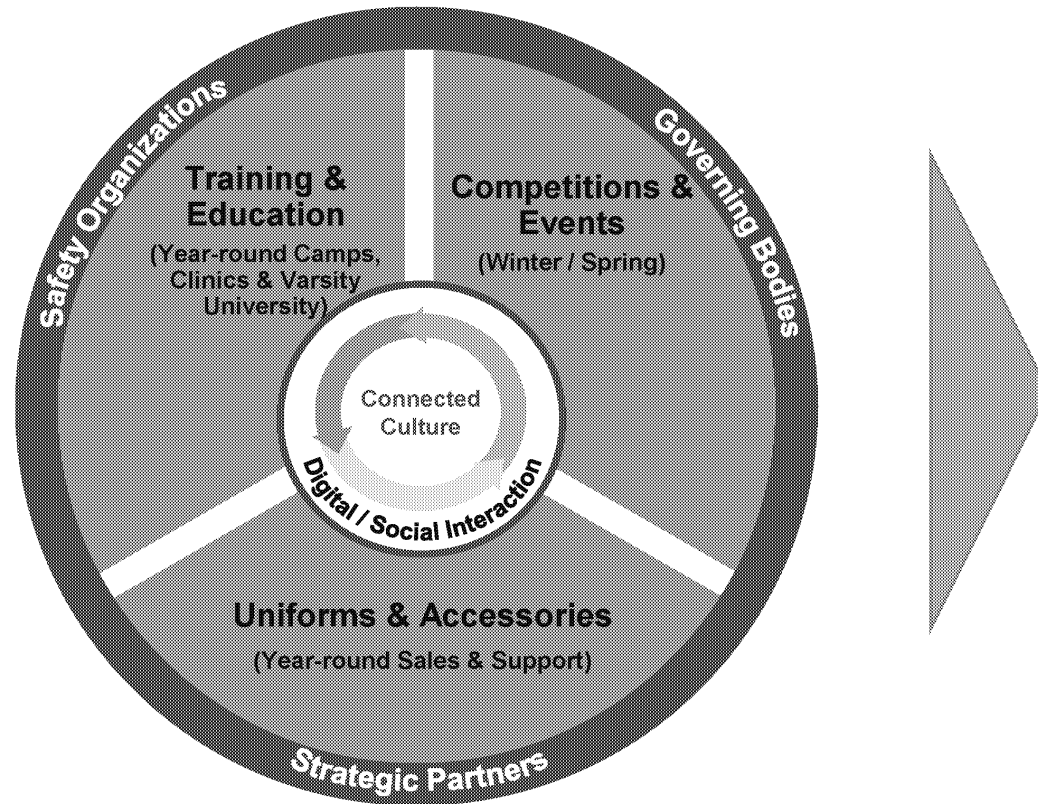 Safety Organizations
Governing Bodies
Training &
Education
(Year-round Camps,
Clinics & Varsity
University)
Competitions &
Events
(Winter / Spring)
Connected
Culture
Digital / Social Interaction
Uniforms & Accessories
(Year-round Sales & Support)
Strategic Partners